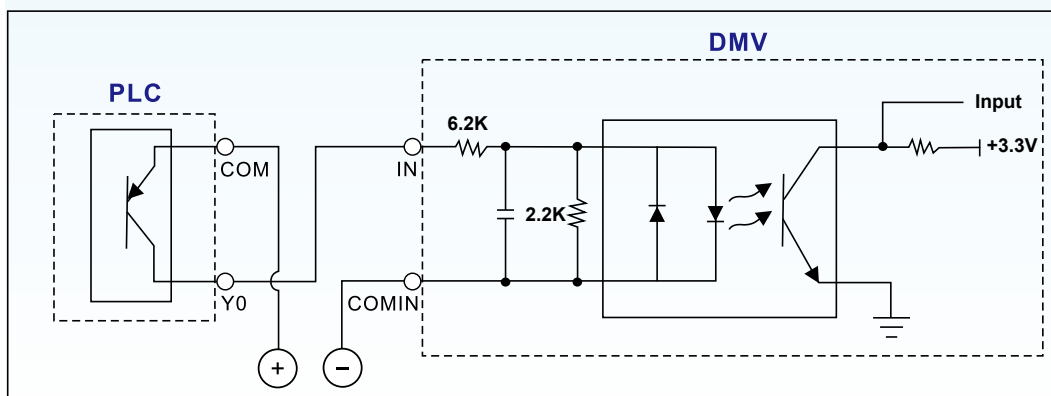 DMV
PLC
Input
6.2K
+3.3V
COM
IN
2.2K
Y0
COMIN
+
−